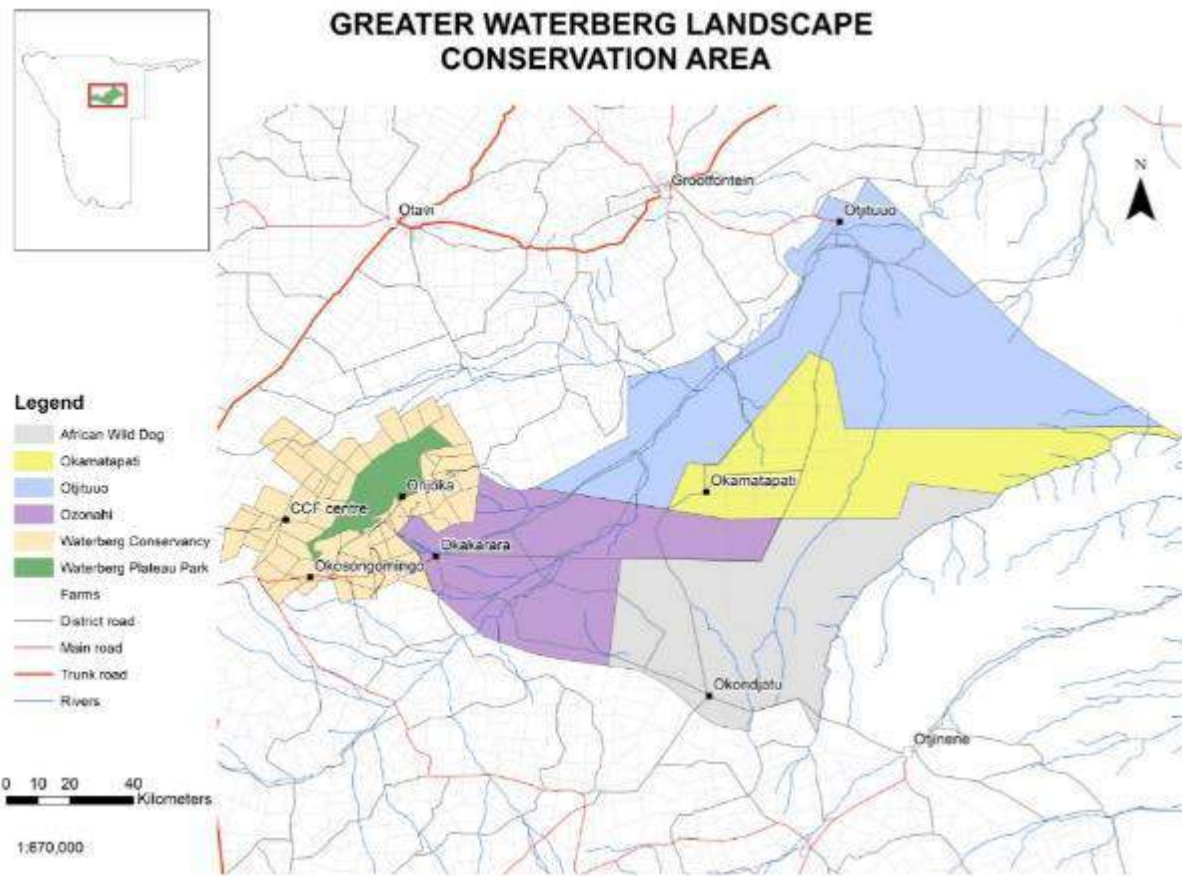 GREATER WATERBERG LANDSCAPE
CONSERVATION AREA
N
Grootfontein
Otavi
Otjituuo
Legend
African Wild Dog
Okamatapati
Otjituuo
Ozonahi
Waterberg Conservancy
Waterberg Plateau Park
Farms
District road
Main road
Trunk road
Rivers
Okamatapati
Onjoka
CCF centre
Okakarara
Okosongomingo
Okondjatu
Otjinene
0 10 20 40
Kilometers
1:670,000